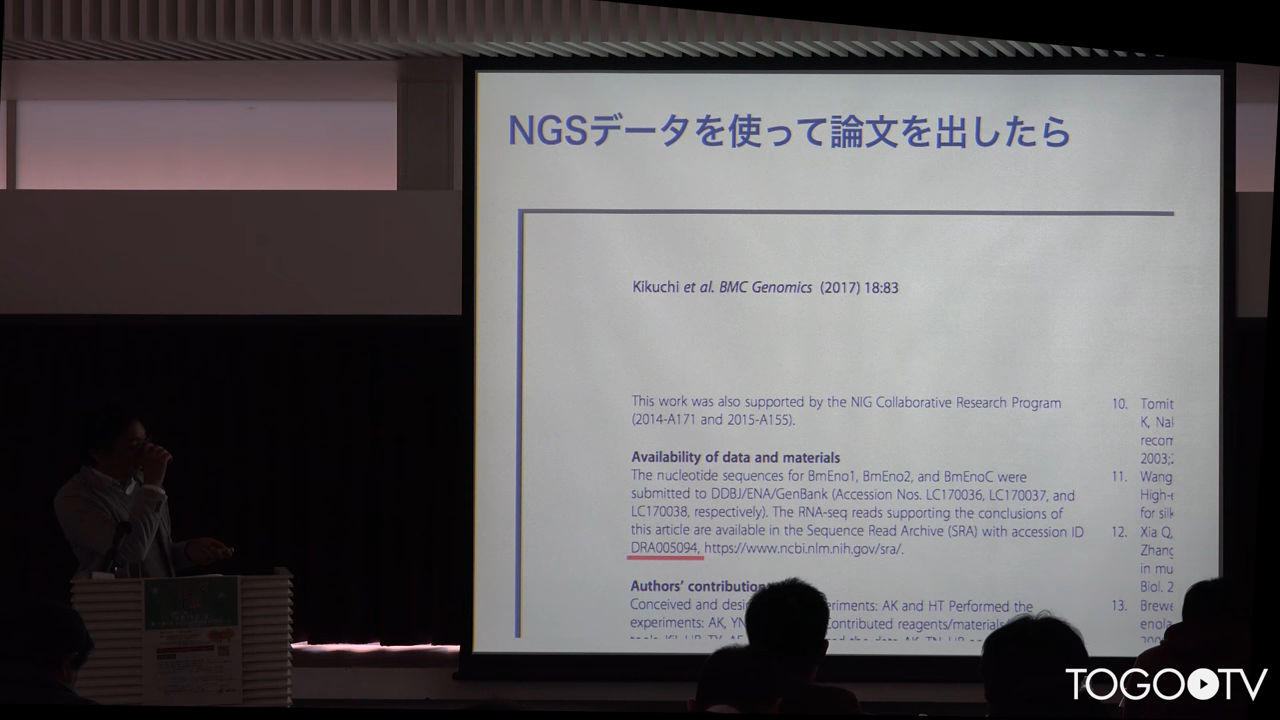 NGSデータを使って論文を出したら
Kikuchi et al. BMC Genomics (2017) 18:83
This work was also supported by the NIG Collaborative Research Program
(2014-A171 and 2015-A155).
Availability of data and materials
The nucleotide sequences for BmEno1, BmEno2, and BmEnoC were
submitted to DDBJ/ENA/GenBank (Accession Nos. LC170036, LC170037, and
LC170038, respectively). The RNA-seq reads supporting the conclusions of
this article are available in the Sequence Read Archive (SRA) with accession ID
DRA005094, https://www.ncbi.nlm.nih.gov/sra/.
Authors' contribution
Conceived and desi riments: AK and HT Performed the
experiments: AK, YN ontributed reagents/materials
10. Tomit
K, Nal
recom
2003;
11. Wang
High-
for silk
12. Xia Q,
Zhang
in mu
Biol. 2
13. Brewe
enola
TOGO TV